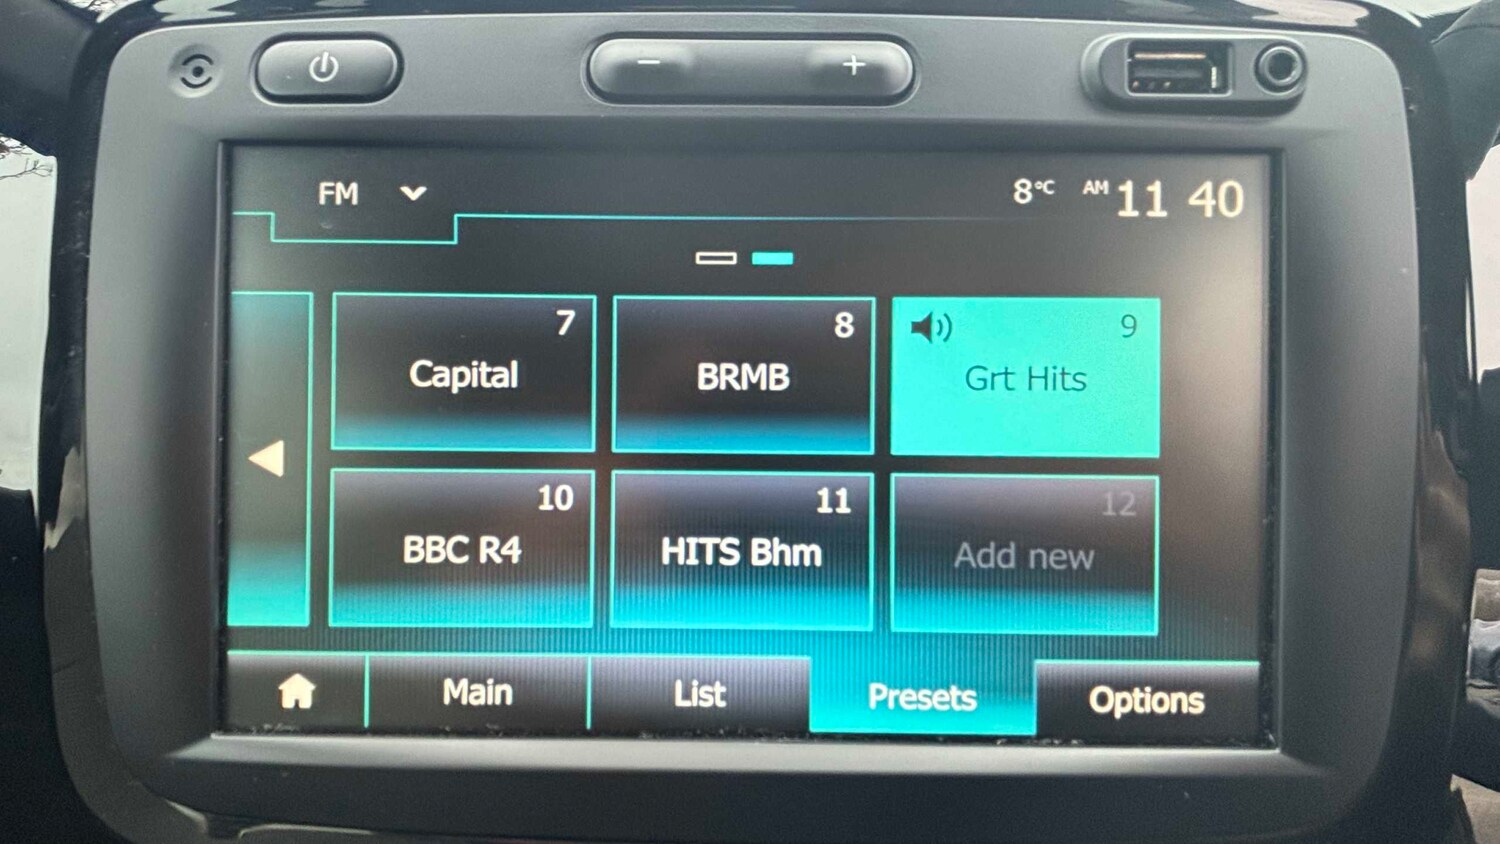 FM
8°C AM 11 40
7
Capital
8
BRMB
9
Grt Hits
10
BBC R4
11
HITS Bhm
12
Add new
Main
List
Presets
Options